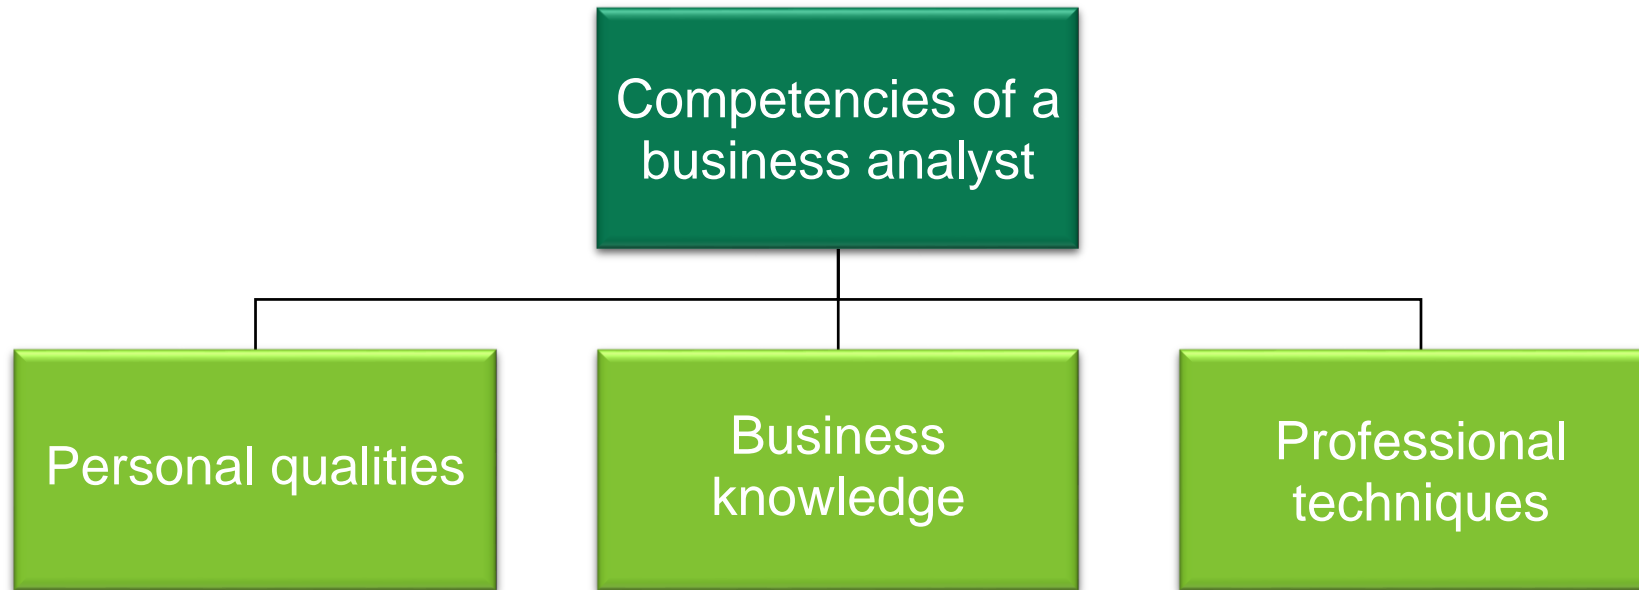 Competencies of a
business analyst
Personal qualities
Business
knowledge
Professional
techniques